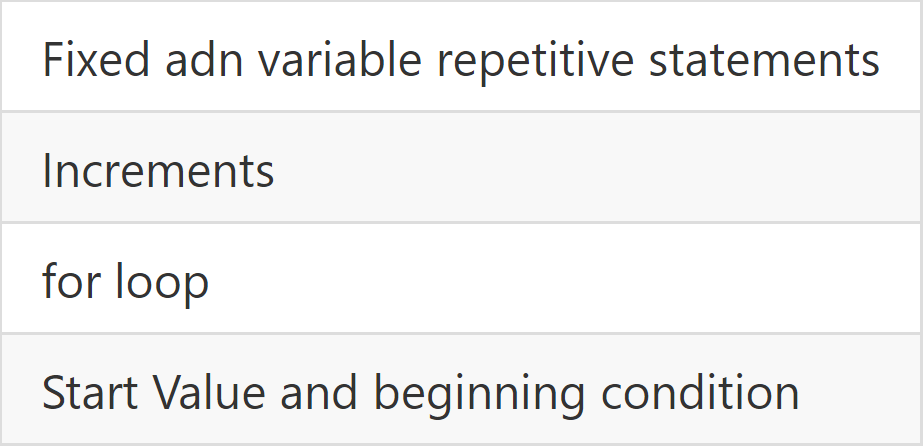 Fixed adn variable repetitive statements
Increments
for loop
Start Value and beginning condition